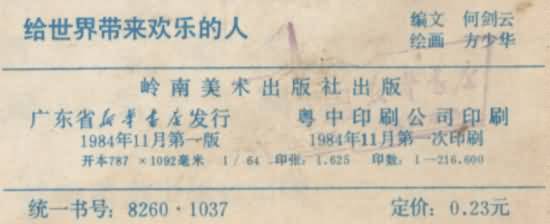 给世界带来欢乐的人
编文 何剑云
绘画 方少华
岭南美术出版社出版
广东省新华书店发行 粤中印刷公司印刷
1984年11月第一版 1984年11月第一次印刷
开本787×1092毫米 1/64 印张:1.625 印数:1—216.600
统一书号:8260·1037 定价:0.23元